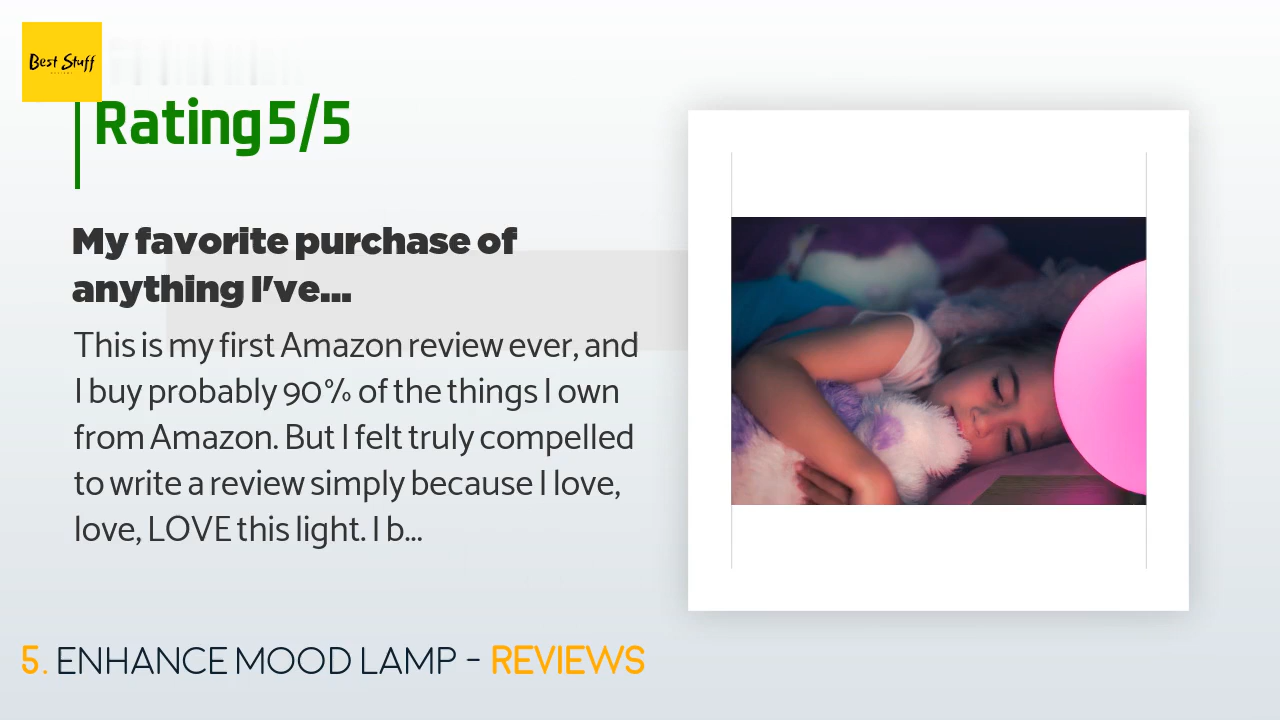 Best Stuff
Rating 5/5
My favorite purchase of
anything I've...
This is my first Amazon review ever, and
I buy probably 90% of the things I own
from Amazon. But I felt truly compelled
to write a review simply because I love,
love, LOVE this light. I b...
5. ENHANCE MOOD LAMP - REVIEWS